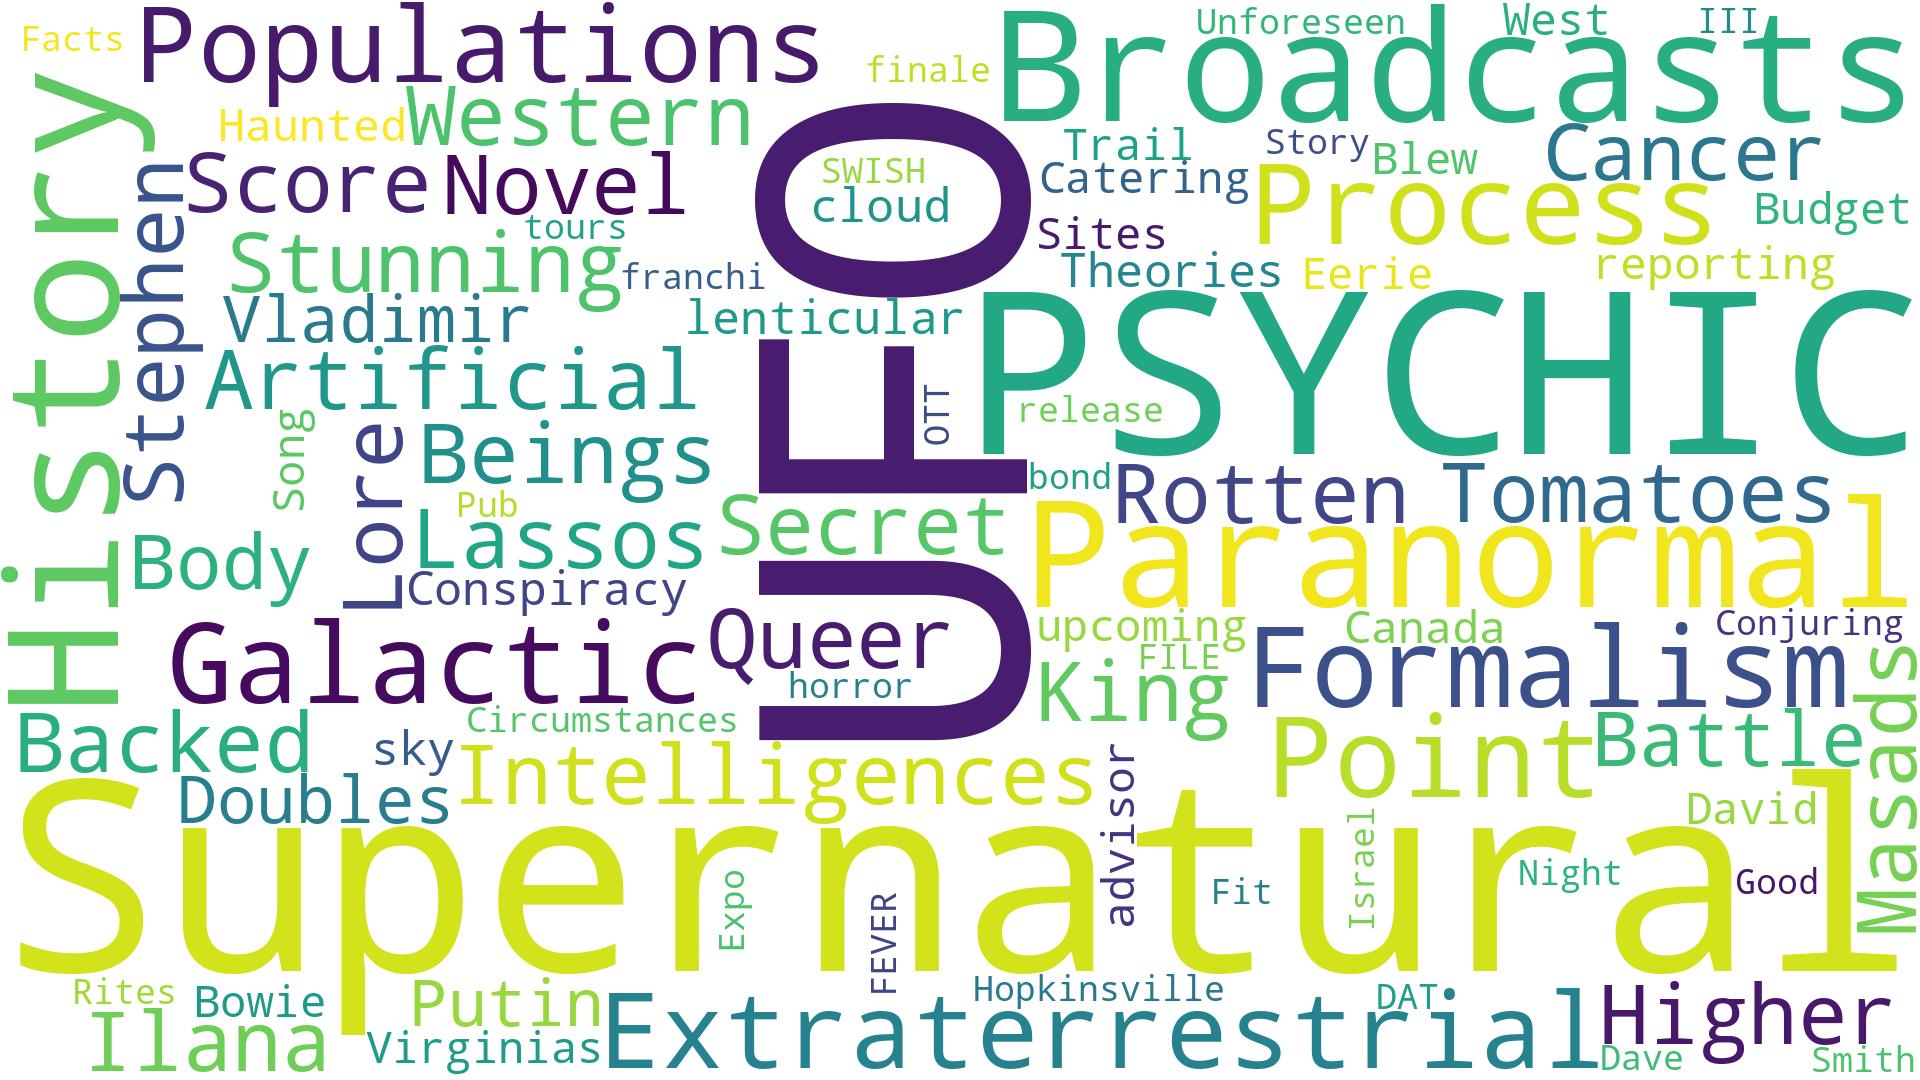 Facts
Populations
finale
Broadcasts
Unforeseen
West
III
History
Haunted
Western
UFO
SWISH
cloud
Trail
Story
Blew
Cancer
Stephen
Score
Novel
Catering
Process
Budget
tours
Sites
Stunning
franchi
Theories
Eerie
reporting
Vladimir
lenticular
PSYCHIC
Artificial
OTT
release
Song
Lore
Beings
bond
Rotten
Tomatoes
Pub
Lassos
Secret
Paranormal
Body
Conspiracy
Galactic
Queer
horror
upcoming
Canada
Conjuring
FILE
King
Formalism
Masads
Backed
Circumstances
sky
Intelligences
Point
Battle
Doubles
Supernatural
advisor
Israel
David
Expo
FEVER
Fit
Night
Good
Rites
Bowie
Putin
Hopkinsville
DAT
Higher
Ilana
Virginias
Extraterrestrial
Dave
Smith